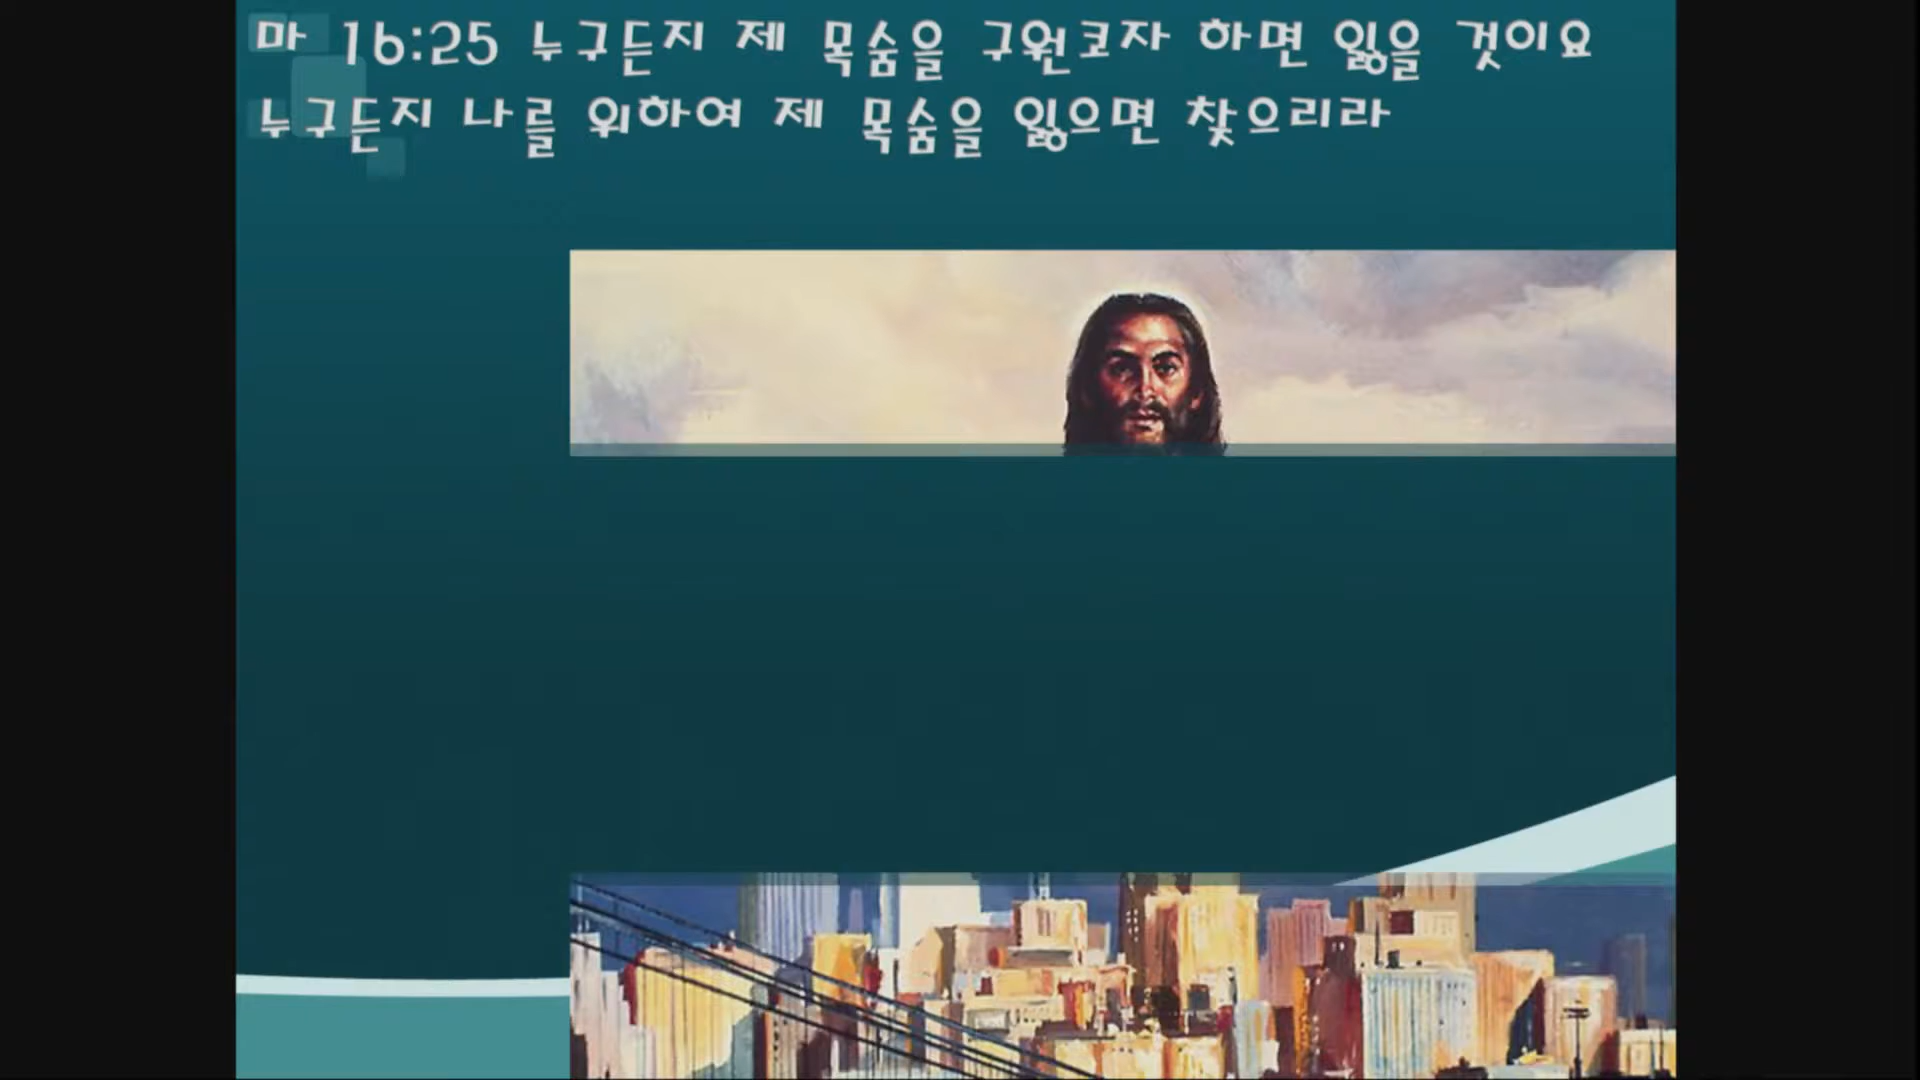 마 16:25 누구든지 제 목숨을 구원코자 하면 잃을 것이요
누구든지 나를 위하여 제 목숨을 잃으면 찾으리라